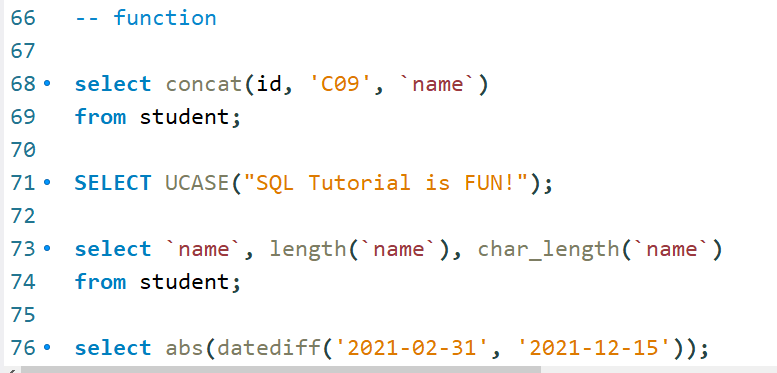 66 -- function
67
68 select concat(id, 'C09', `name`)
69 from student;
70
71 SELECT UCASE("SQL Tutorial is FUN!");
72
73 select `name`, length(`name`), char_length(`name`)
74 from student;
75
76 select abs(datediff('2021-02-31', '2021-12-15'));